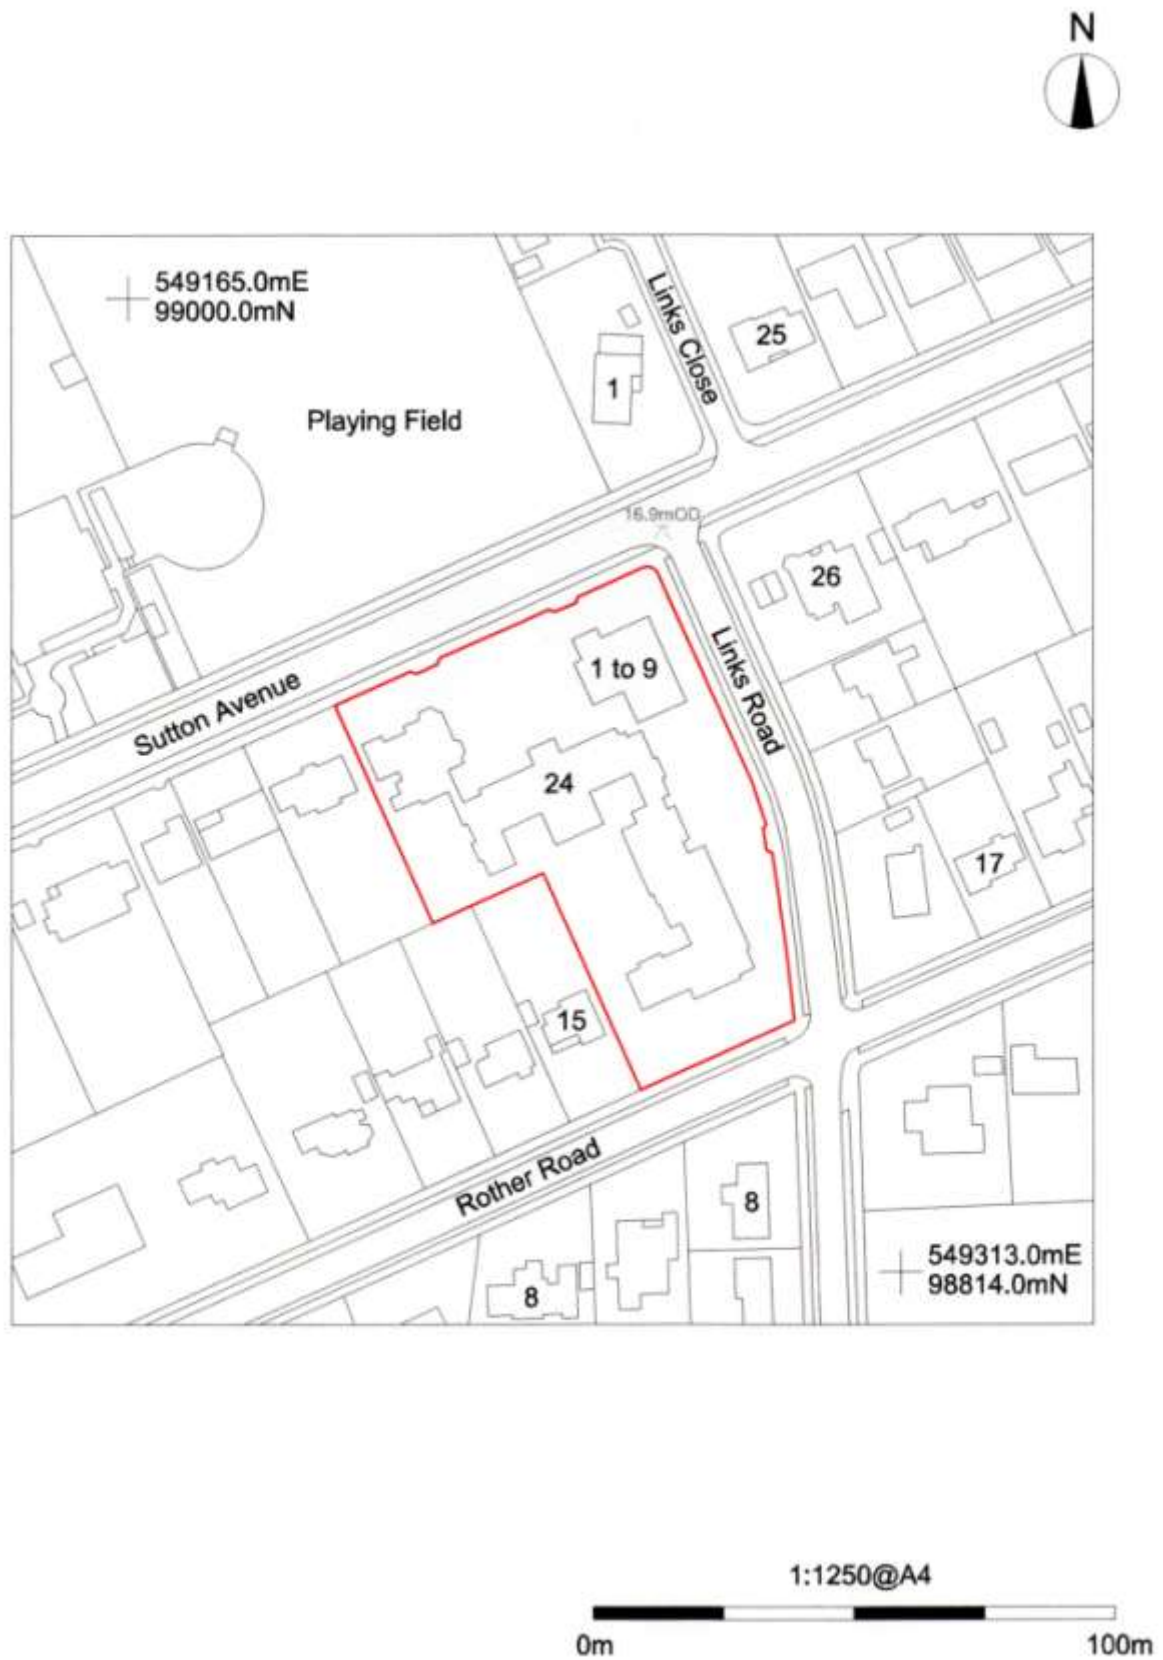 N
549165.0mE
99000.0mN
Links Close
25
1
Playing Field
16.9mOD
26
Links Road
1 to 9
Sutton Avenue
24
17
15
Rother Road
8
549313.0mE
98814.0mN
8
1:1250@A4
0m
100m